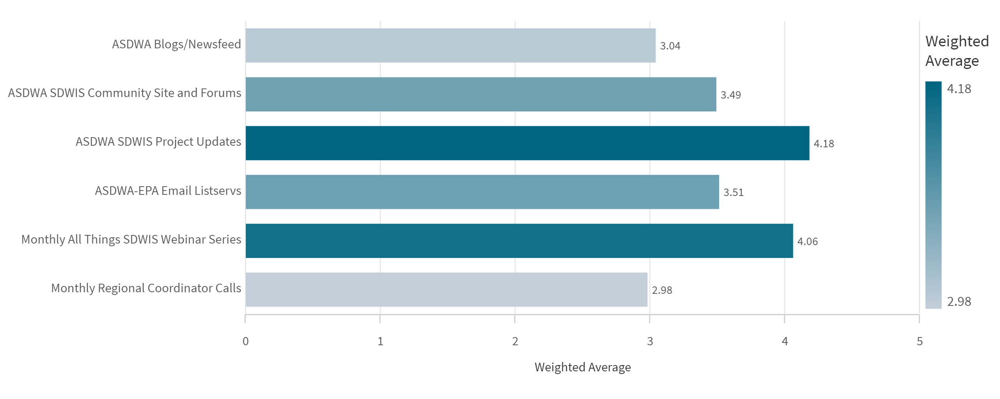 ASDWA Blogs/Newsfeed
3.04
ASDWA SDWIS Community Site and Forums
3.49
ASDWA SDWIS Project Updates
4.18
ASDWA-EPA Email Listservs
3.51
Monthly All Things SDWIS Webinar Series
4.06
Monthly Regional Coordinator Calls
2.98
0 1 2 3 4 5
Weighted Average
Weighted
Average
4.18
2.98